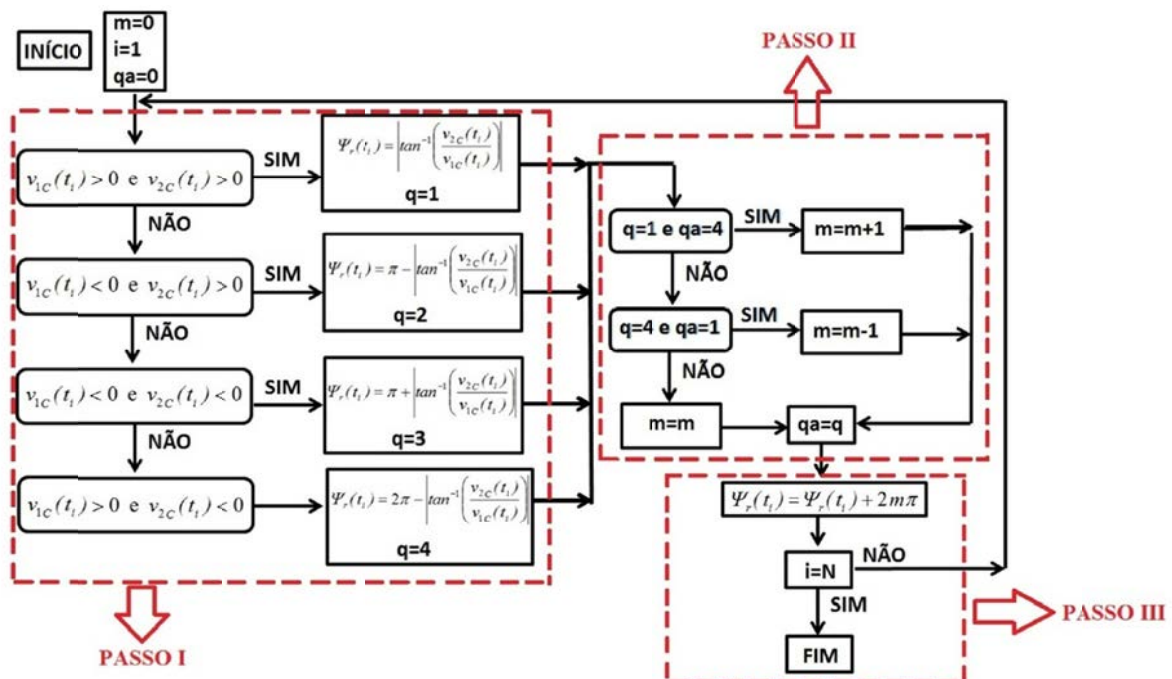 INÍCIO
m=0
i=1
qa=0
PASSO I
v₁C(tᵢ)>0 e v₂C(tᵢ)>0
SIM
Ψᵣ(tᵢ)=|tan⁻¹(v₂C(tᵢ)/v₁C(tᵢ))|
q=1
NÃO
v₁C(tᵢ)<0 e v₂C(tᵢ)>0
SIM
Ψᵣ(tᵢ)=π−|tan⁻¹(v₂C(tᵢ)/v₁C(tᵢ))|
q=2
NÃO
v₁C(tᵢ)<0 e v₂C(tᵢ)<0
SIM
Ψᵣ(tᵢ)=π+|tan⁻¹(v₂C(tᵢ)/v₁C(tᵢ))|
q=3
NÃO
v₁C(tᵢ)>0 e v₂C(tᵢ)<0
Ψᵣ(tᵢ)=2π−|tan⁻¹(v₂C(tᵢ)/v₁C(tᵢ))|
q=4
PASSO II
q=1 e qa=4
SIM
m=m+1
NÃO
q=4 e qa=1
SIM
m=m-1
NÃO
m=m
qa=q
Ψᵣ(tᵢ)=Ψᵣ(tᵢ)+2mπ
i=N
NÃO
SIM
FIM
PASSO III